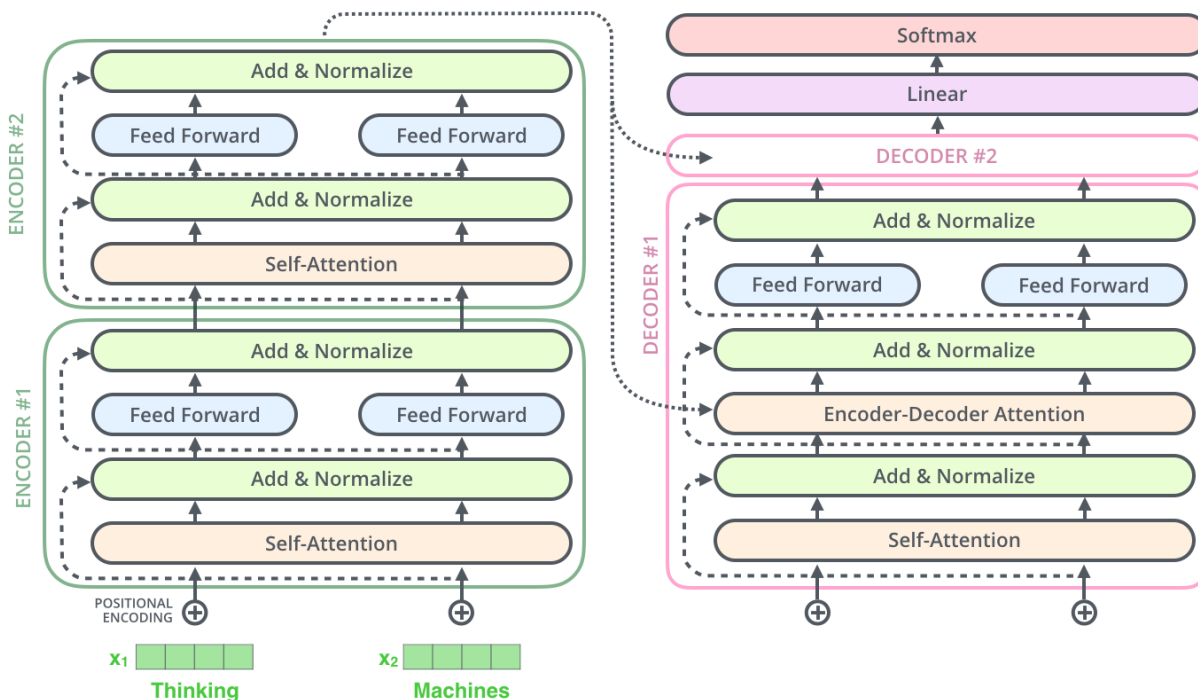 ENCODER #2
Add & Normalize
Feed Forward
Feed Forward
Add & Normalize
Self-Attention
ENCODER #1
Add & Normalize
Feed Forward
Feed Forward
Add & Normalize
Self-Attention
POSITIONAL
ENCODING
x₁
x₂
Thinking
Machines
Softmax
Linear
DECODER #2
DECODER #1
Add & Normalize
Feed Forward
Feed Forward
Add & Normalize
Encoder-Decoder Attention
Add & Normalize
Self-Attention